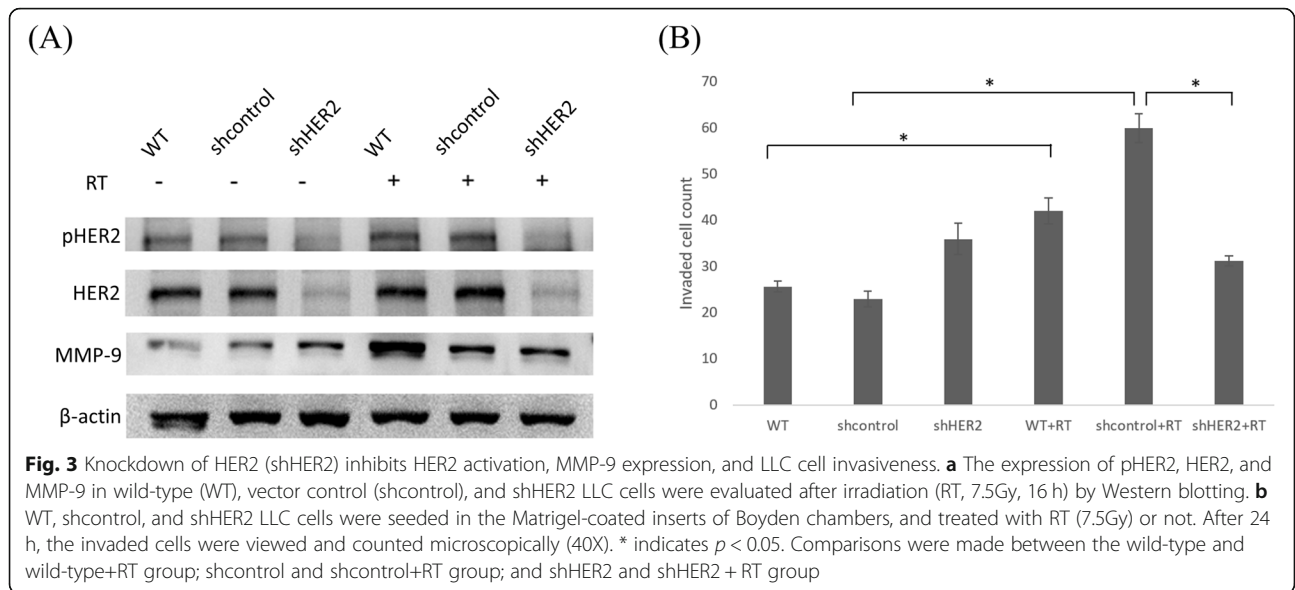 (A)
WT shcontrol shHER2 WT shcontrol shHER2
RT - - - + + +
pHER2
HER2
MMP-9
β-actin
(B)
Invaded cell count
70
60
50
40
30
20
10
0
* *
*
WT shcontrol shHER2 WT+RT shcontrol+RT shHER2+RT
Fig. 3 Knockdown of HER2 (shHER2) inhibits HER2 activation, MMP-9 expression, and LLC cell invasiveness. a The expression of pHER2, HER2, and
MMP-9 in wild-type (WT), vector control (shcontrol), and shHER2 LLC cells were evaluated after irradiation (RT, 7.5Gy, 16 h) by Western blotting. b
WT, shcontrol, and shHER2 LLC cells were seeded in the Matrigel-coated inserts of Boyden chambers, and treated with RT (7.5Gy) or not. After 24
h, the invaded cells were viewed and counted microscopically (40X). * indicates p < 0.05. Comparisons were made between the wild-type and
wild-type+RT group; shcontrol and shcontrol+RT group; and shHER2 and shHER2 + RT group